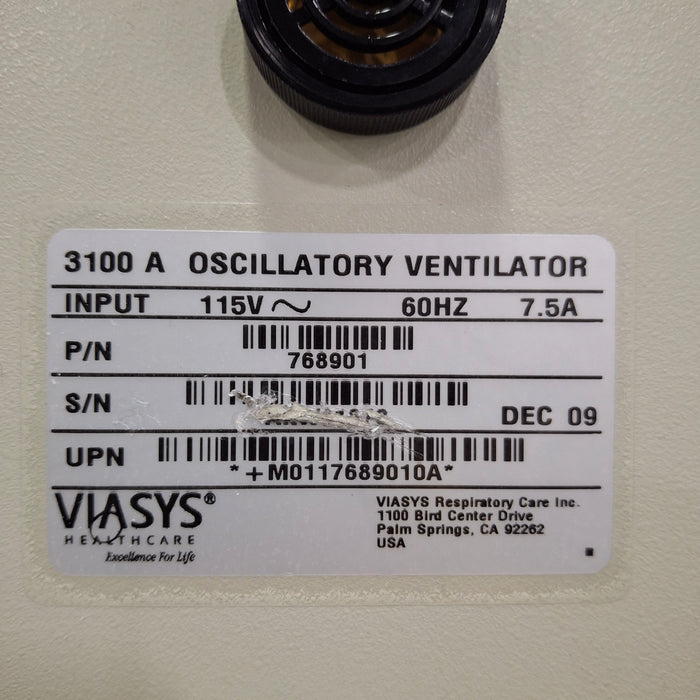 3100 A OSCILLATORY VENTILATOR
INPUT 115V ~ 60HZ 7.5A
P/N 768901
S/N DEC 09
UPN *+M0117689010A*
VIASYS®
HEALTHCARE
Excellence For Life
VIASYS Respiratory Care Inc.
1100 Bird Center Drive
Palm Springs, CA 92262
USA